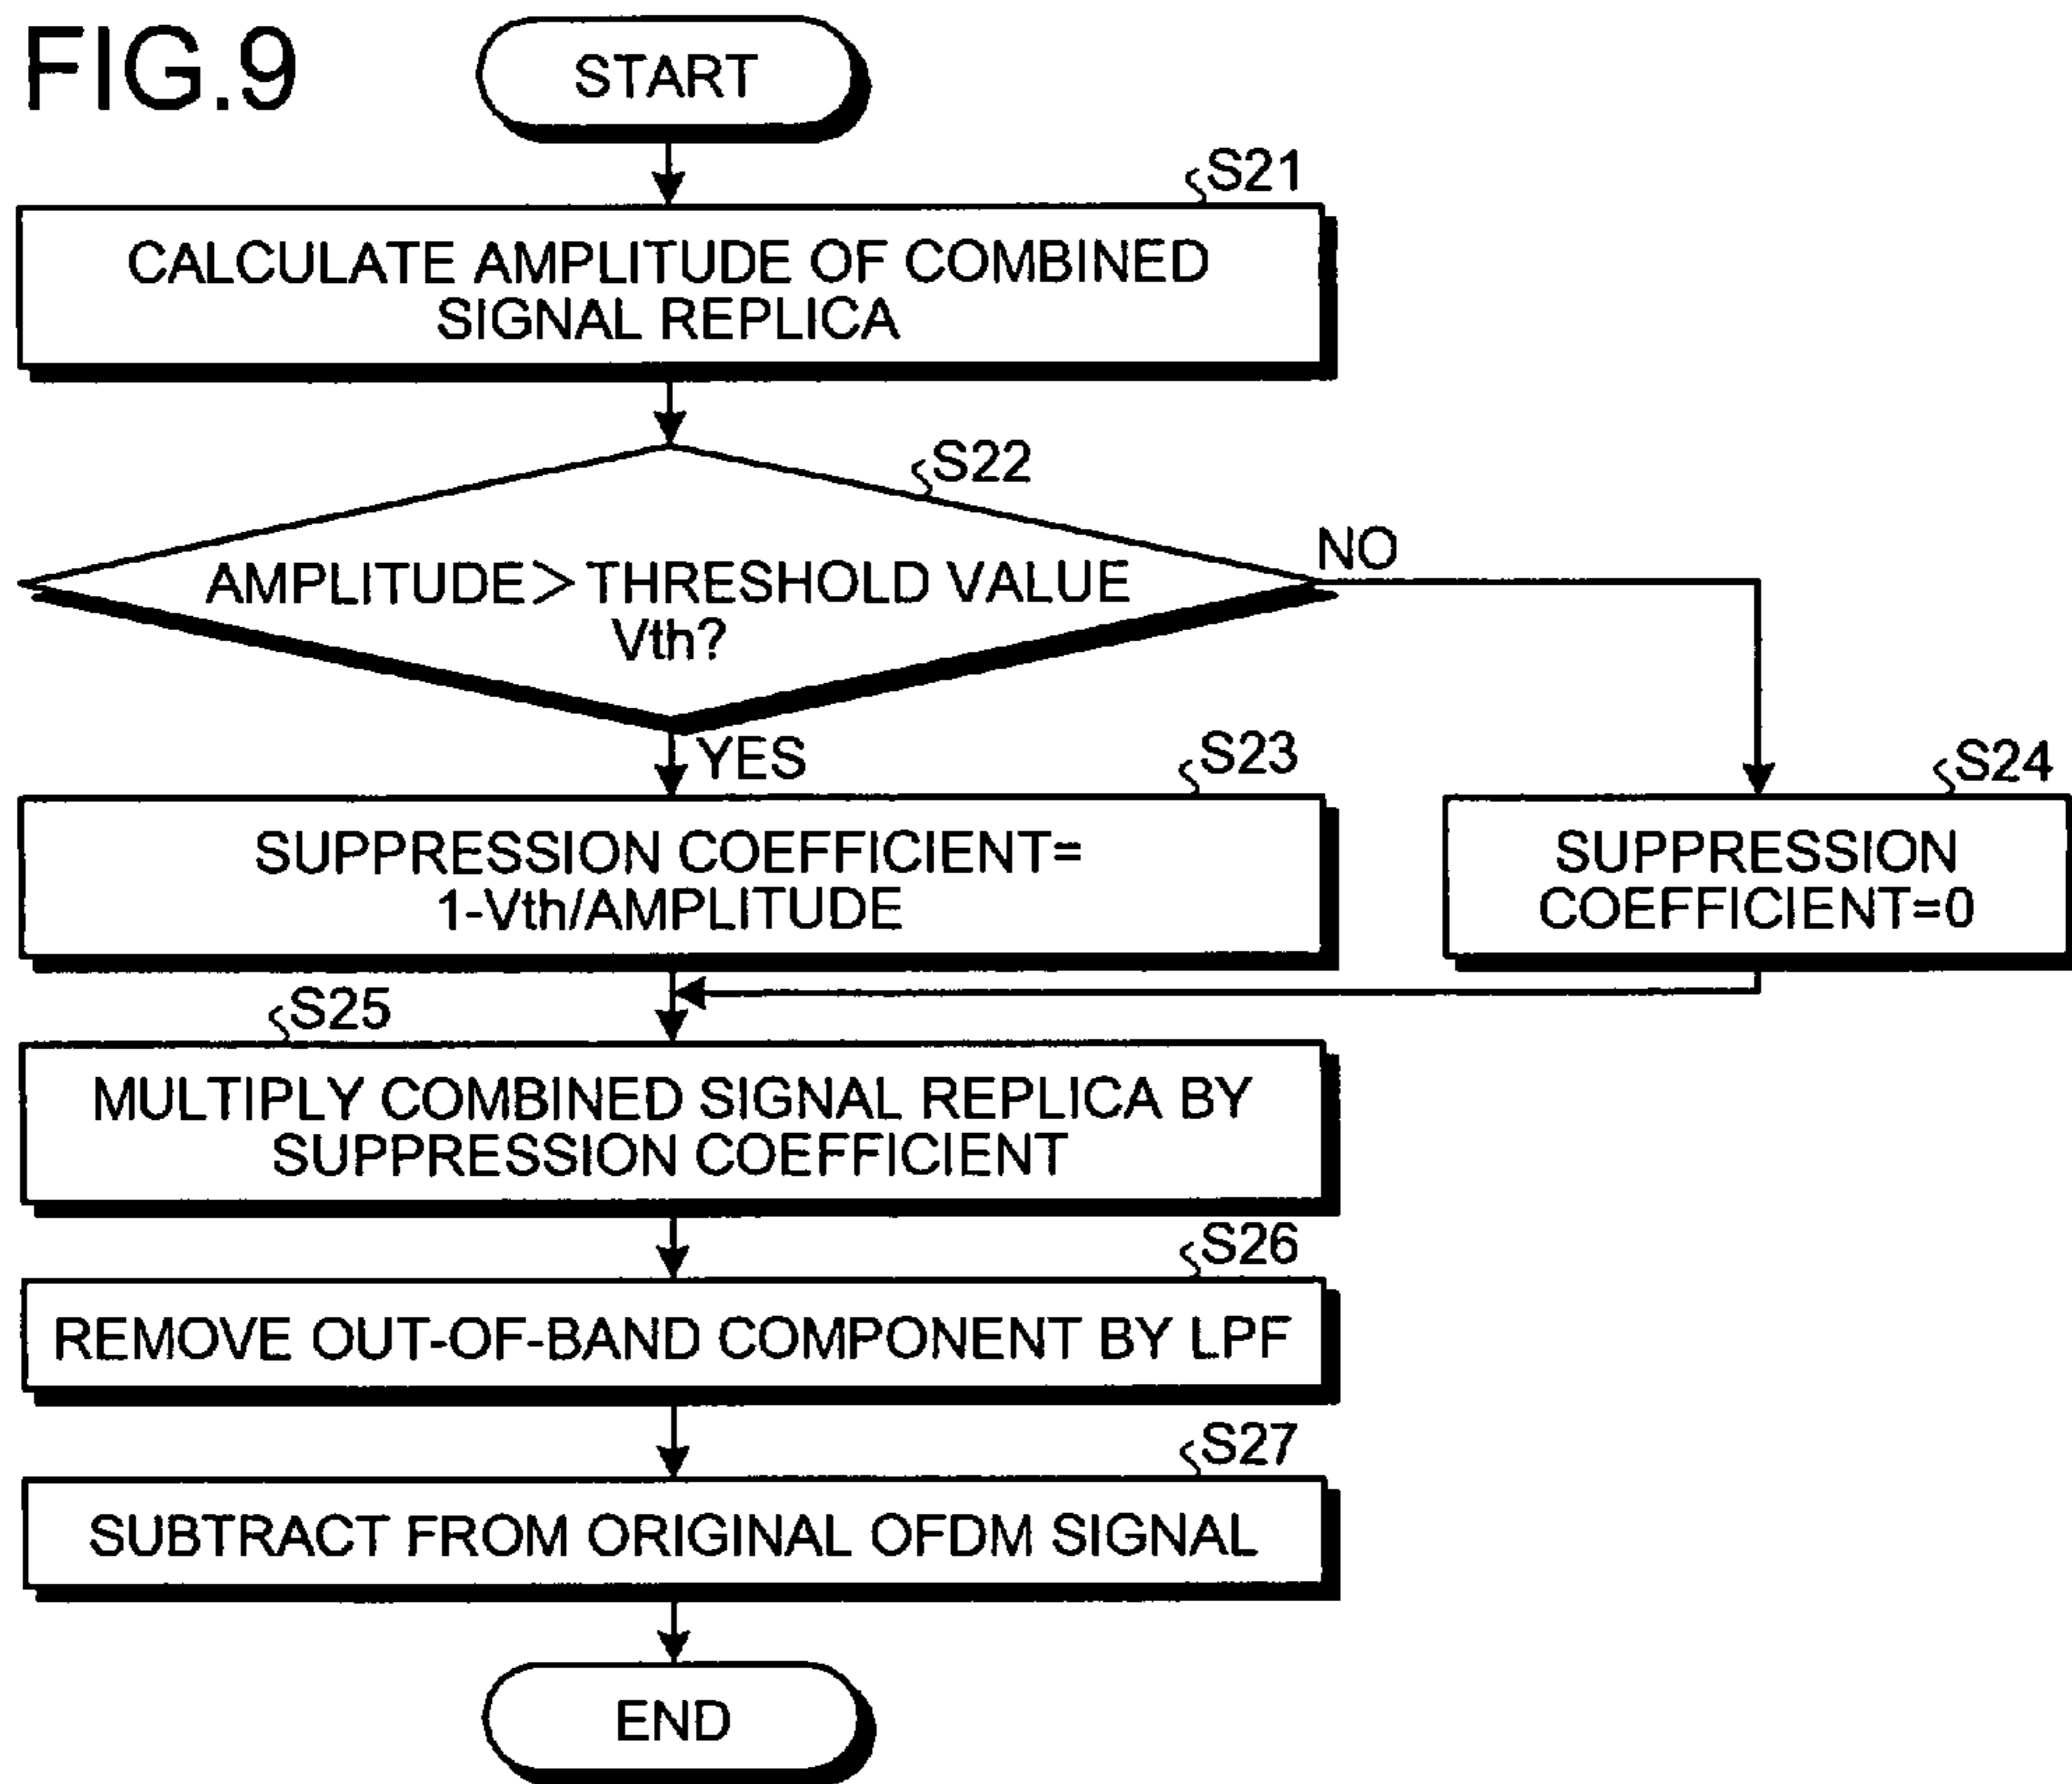 FIG.9
START
S21
CALCULATE AMPLITUDE OF COMBINED
SIGNAL REPLICA
S22
AMPLITUDE> THRESHOLD VALUE
Vth?
NO
YES
S23
SUPPRESSION COEFFICIENT=
1-Vth/AMPLITUDE
S24
SUPPRESSION
COEFFICIENT=0
S25
MULTIPLY COMBINED SIGNAL REPLICA BY
SUPPRESSION COEFFICIENT
S26
REMOVE OUT-OF-BAND COMPONENT BY LPF
S27
SUBTRACT FROM ORIGINAL OFDM SIGNAL
END